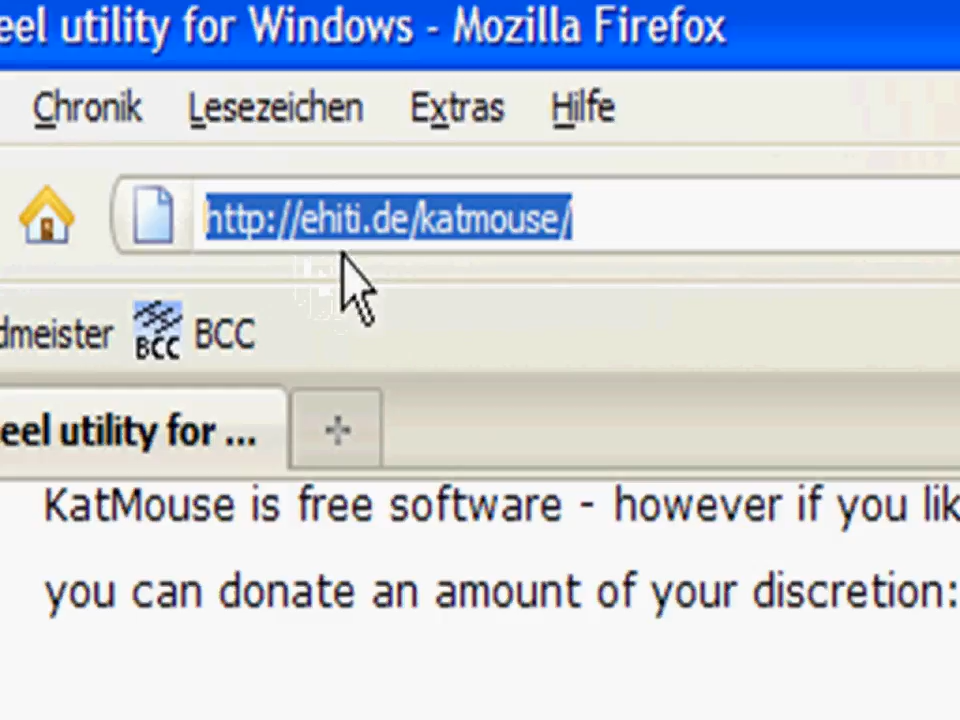 eel utility for Windows - Mozilla Firefox
Chronik Lesezeichen Extras Hilfe
http://ehiti.de/katmouse/
dmeister BCC BCC
eel utility for ... +
KatMouse is free software - however if you lik
you can donate an amount of your discretion: